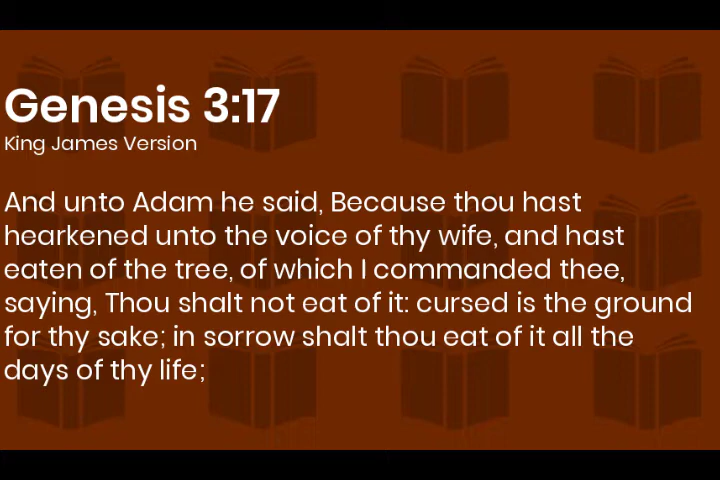 Genesis 3:17
King James Version
And unto Adam he said, Because thou hast
hearkened unto the voice of thy wife, and hast
eaten of the tree, of which I commanded thee,
saying, Thou shalt not eat of it: cursed is the ground
for thy sake; in sorrow shalt thou eat of it all the
days of thy life;